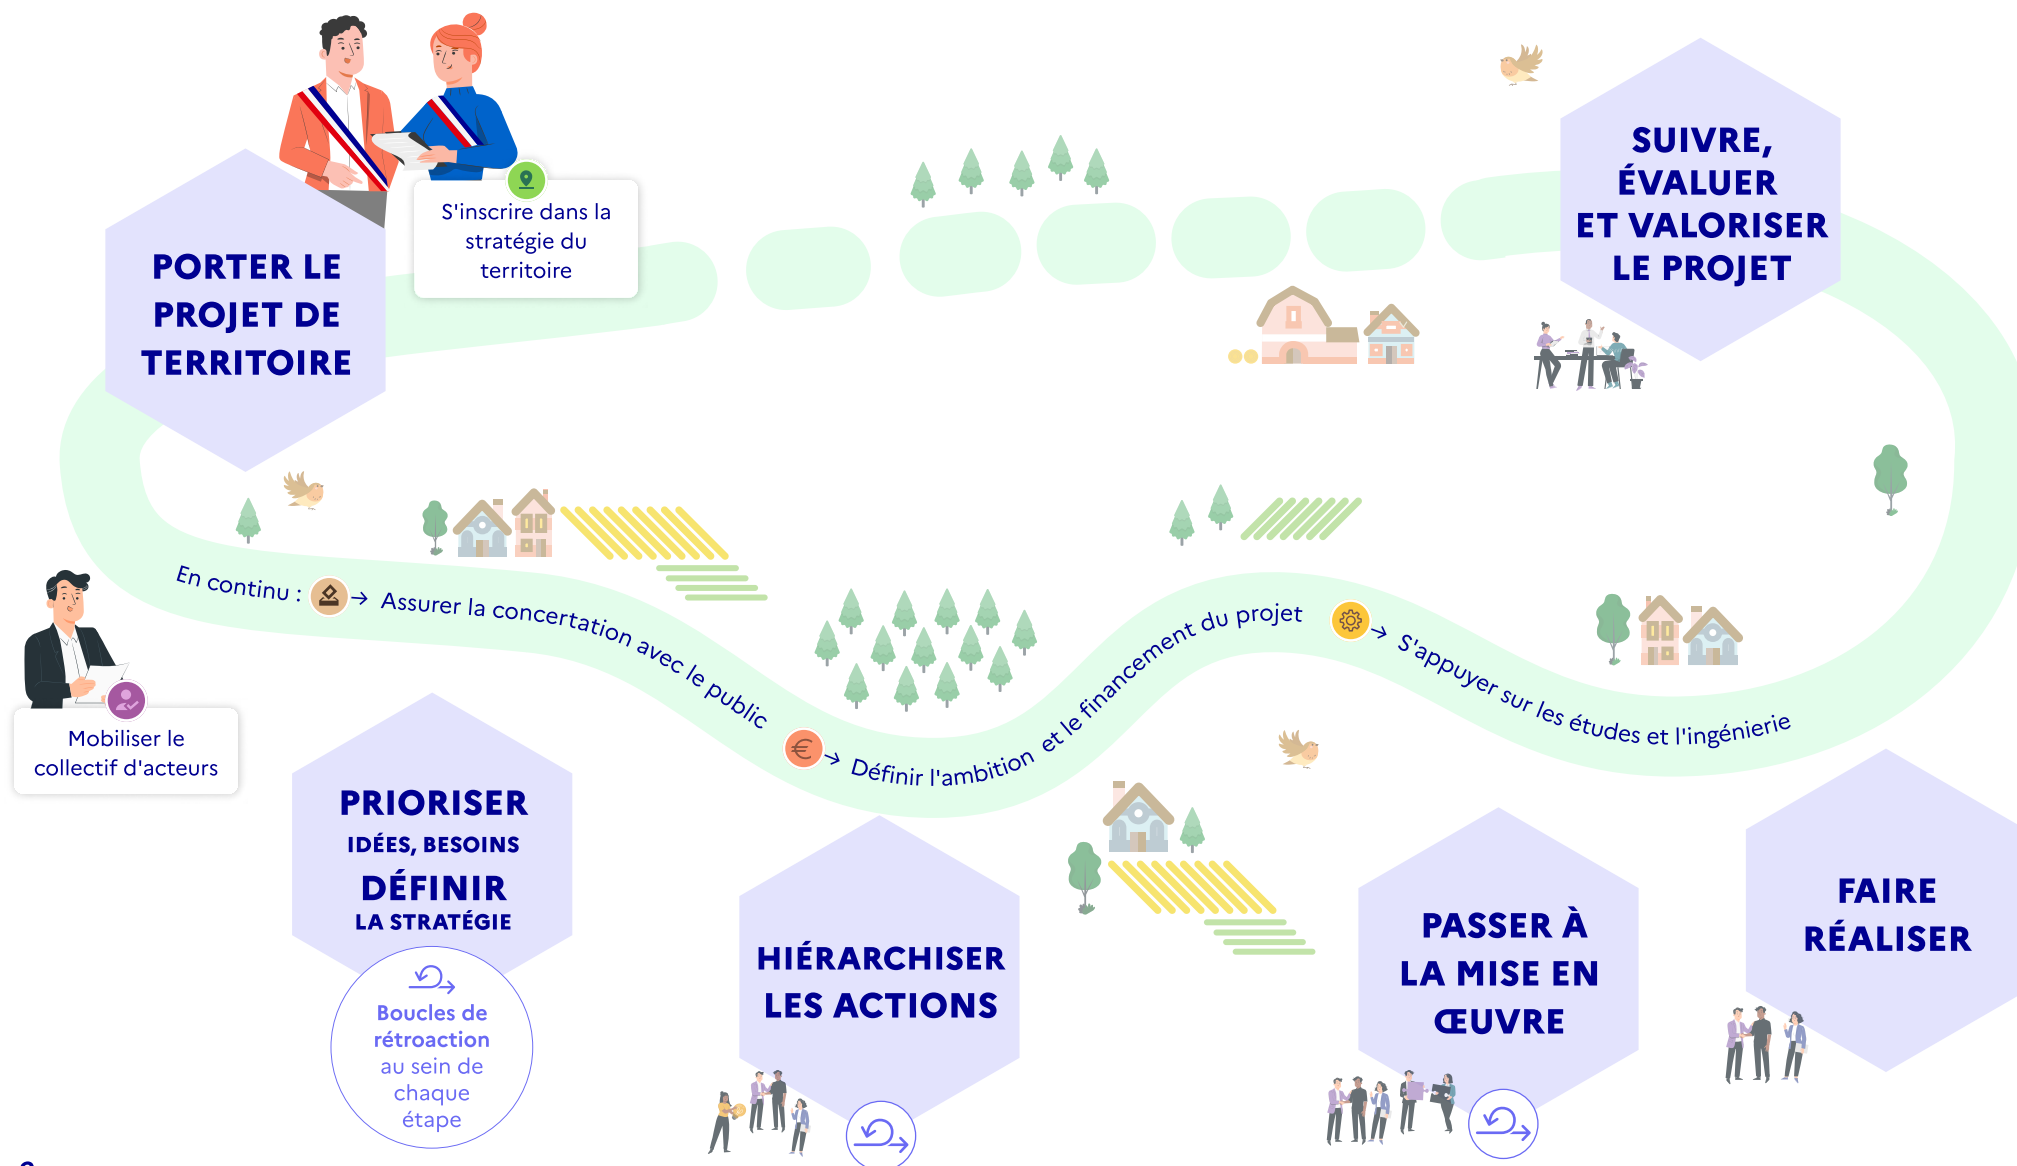 PORTER LE
PROJET DE
TERRITOIRE
S'inscrire dans la
stratégie du
territoire
SUIVRE,
ÉVALUER
ET VALORISER
LE PROJET
En continu : → Assurer la concertation avec le public
€ → Définir l'ambition et le financement du projet
→ S'appuyer sur les études et l'ingénierie
Mobiliser le
collectif d'acteurs
PRIORISER
IDÉES, BESOINS
DÉFINIR
LA STRATÉGIE
Boucles de
rétroaction
au sein de
chaque
étape
HIÉRARCHISER
LES ACTIONS
PASSER À
LA MISE EN
ŒUVRE
FAIRE
RÉALISER